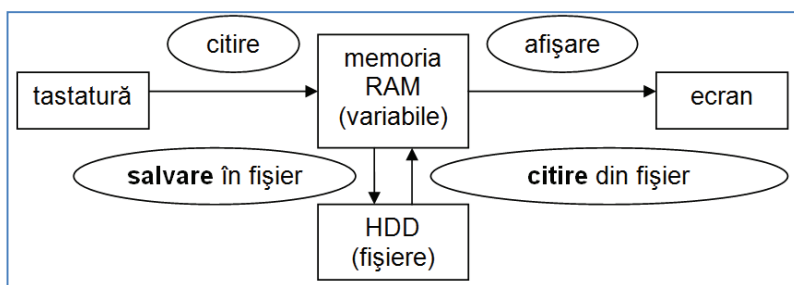 citire
afişare
tastatură
memoria
RAM
(variabile)
ecran
salvare în fişier
citire din fişier
HDD
(fişiere)